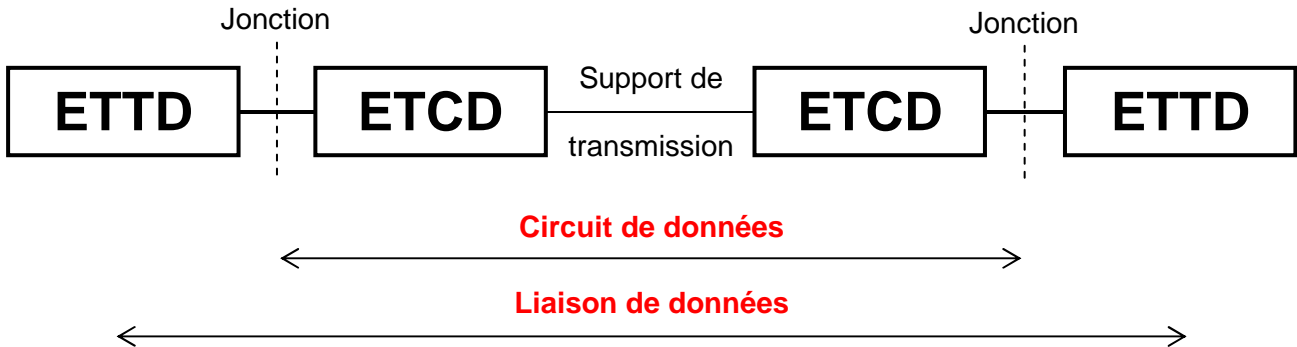 Jonction
Jonction
ETTD
ETCD
Support de
transmission
ETCD
ETTD
Circuit de données
Liaison de données